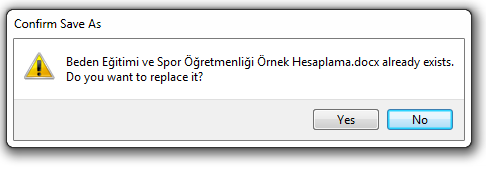 Confirm Save As
Beden Eğitimi ve Spor Öğretmenliği Örnek Hesaplama.docx already exists.
Do you want to replace it?
Yes
No